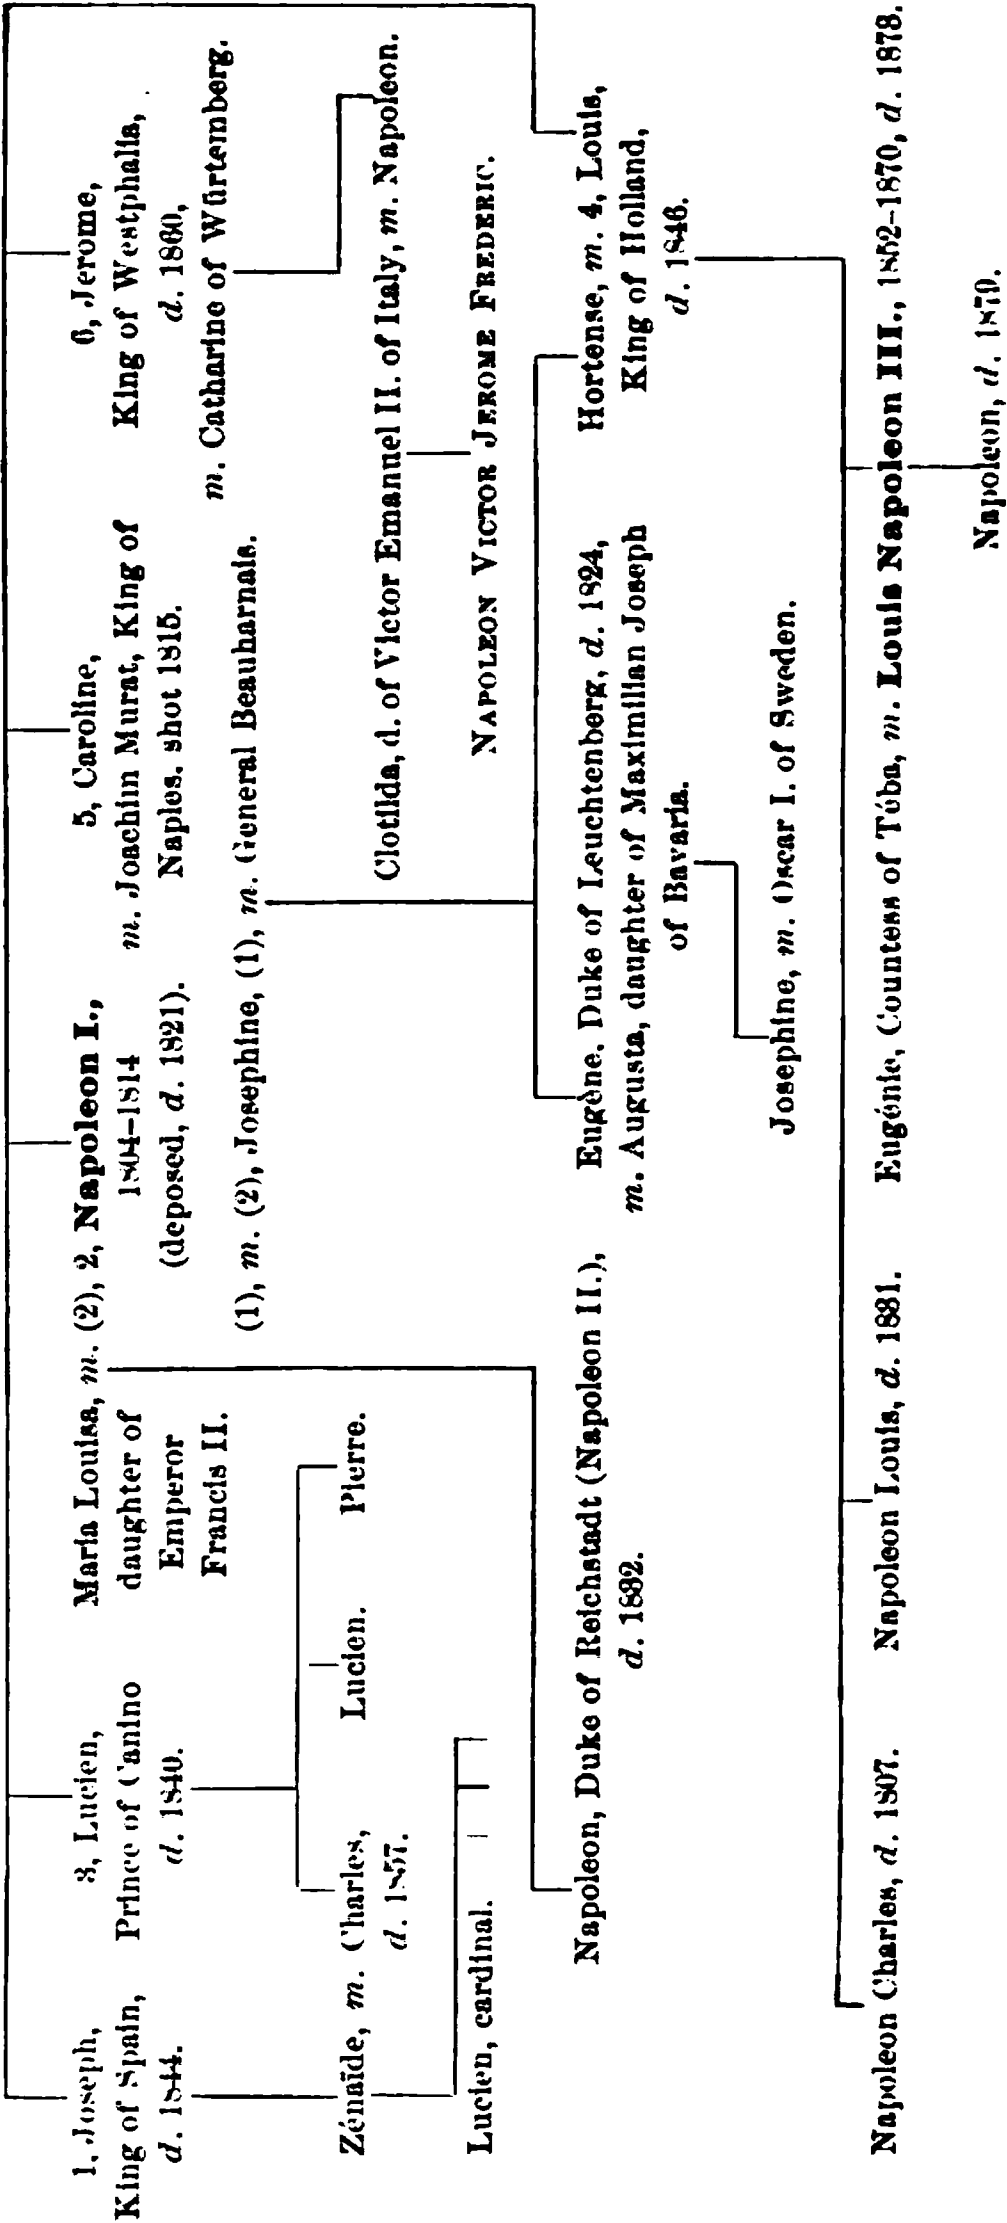 1, Joseph,
King of Spain,
d. 1844.
3, Lucien,
Prince of Canino
d. 1840.
Maria Louisa, m. (2), 2, Napoleon I.,
daughter of
Emperor
Francis II.
1804–1814
(deposed, d. 1821).
5, Caroline,
m. Joachim Murat, King of
Naples. shot 1815.
6, Jerome,
King of Westphalia,
d. 1860,
m. Catharine of Würtemberg.
(1), m. (2), Josephine, (1), m. General Beauharnais.
Zénaïde, m. Charles,
d. 1857.
Lucien.
Pierre.
Clotilda, d. of Victor Emanuel II. of Italy, m. Napoleon.
Lucien, cardinal.
NAPOLEON VICTOR JEROME FREDERIC.
Napoleon, Duke of Reichstadt (Napoleon II.),
d. 1832.
Eugène, Duke of Leuchtenberg, d. 1824,
m. Augusta, daughter of Maximilian Joseph
of Bavaria.
Hortense, m. 4, Louis,
King of Holland,
d. 1846.
Josephine, m. Oscar I. of Sweden.
Napoleon Charles, d. 1807.
Napoleon Louis, d. 1831.
Eugénie, Countess of Téba, m. Louis Napoleon III., 1852–1870, d. 1873.
Napoleon, d. 1879.